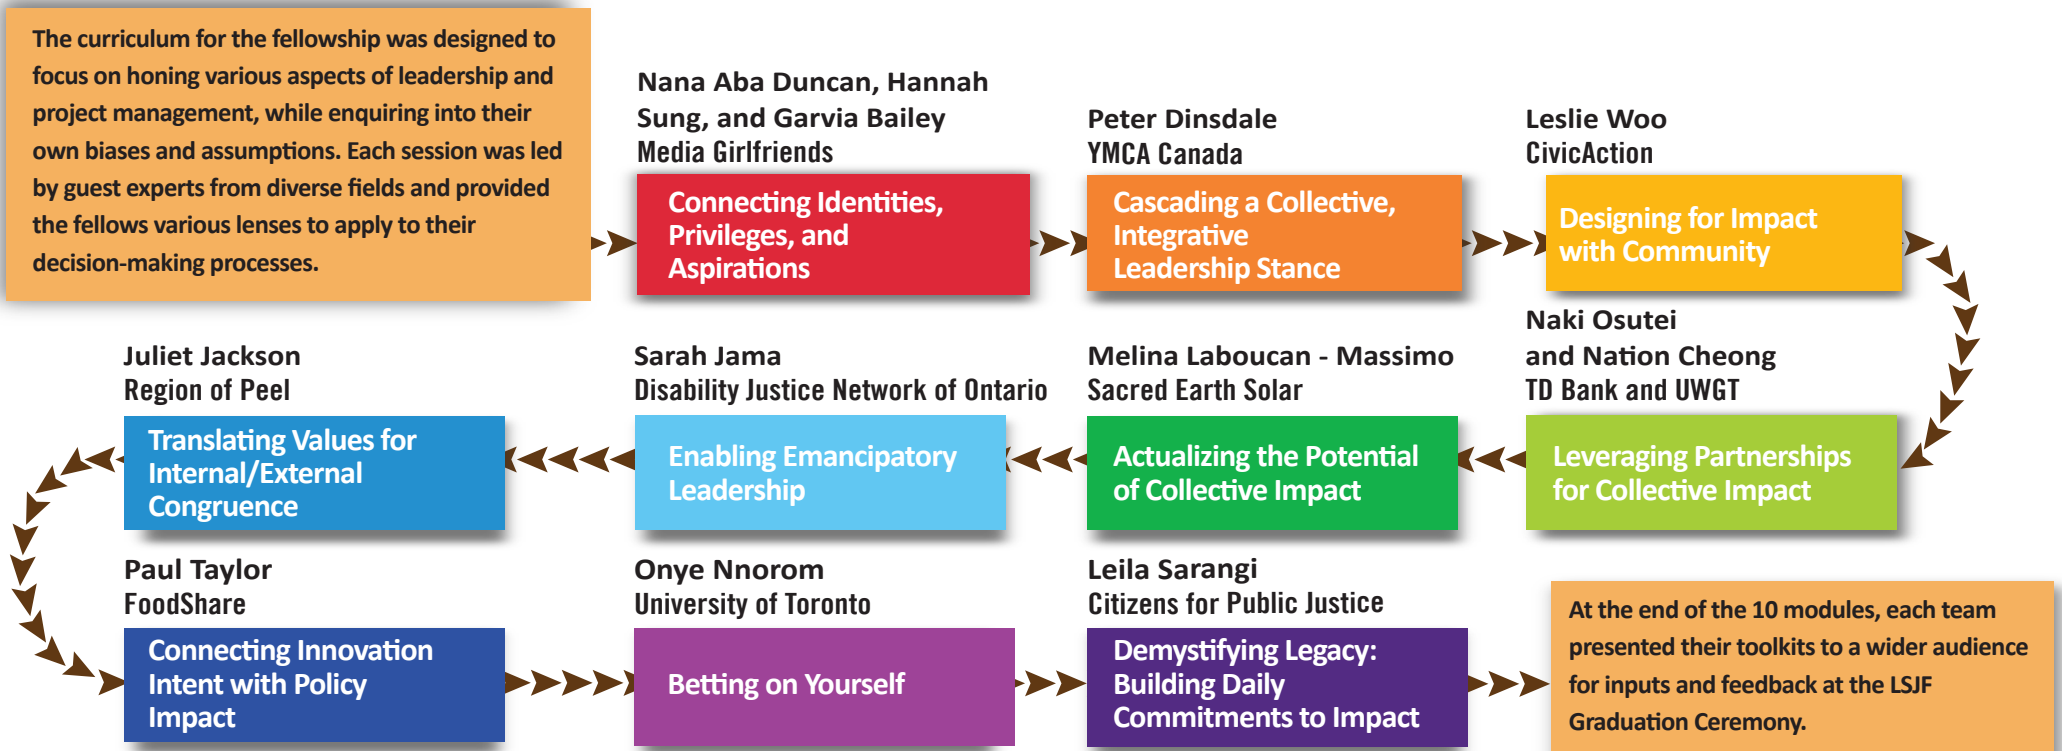 The curriculum for the fellowship was designed to
focus on honing various aspects of leadership and
project management, while enquiring into their
own biases and assumptions. Each session was led
by guest experts from diverse fields and provided
the fellows various lenses to apply to their
decision-making processes.
Nana Aba Duncan, Hannah
Sung, and Garvia Bailey
Media Girlfriends
Connecting Identities,
Privileges, and
Aspirations
Peter Dinsdale
YMCA Canada
Cascading a Collective,
Integrative
Leadership Stance
Leslie Woo
CivicAction
Designing for Impact
with Community
Naki Osutei
and Nation Cheong
TD Bank and UWGT
Leveraging Partnerships
for Collective Impact
Melina Laboucan - Massimo
Sacred Earth Solar
Actualizing the Potential
of Collective Impact
Sarah Jama
Disability Justice Network of Ontario
Enabling Emancipatory
Leadership
Juliet Jackson
Region of Peel
Translating Values for
Internal/External
Congruence
Paul Taylor
FoodShare
Connecting Innovation
Intent with Policy
Impact
Onye Nnorom
University of Toronto
Betting on Yourself
Leila Sarangi
Citizens for Public Justice
Demystifying Legacy:
Building Daily
Commitments to Impact
At the end of the 10 modules, each team
presented their toolkits to a wider audience
for inputs and feedback at the LSJF
Graduation Ceremony.